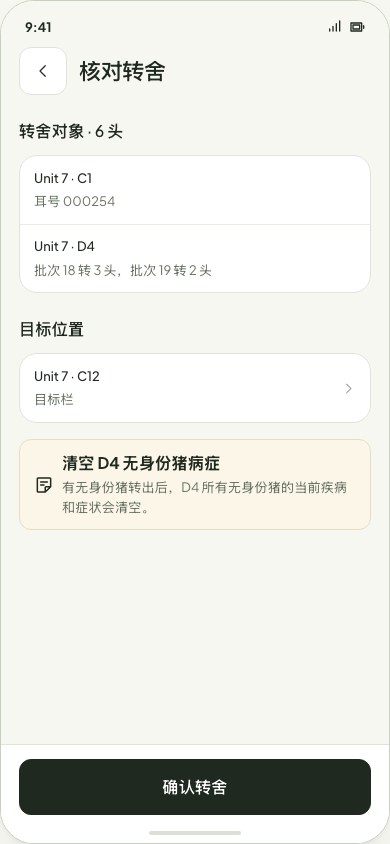 9:41
核对转舍
转舍对象 · 6 头
Unit 7 · C1
耳号 000254
Unit 7 · D4
批次 18 转 3 头，批次 19 转 2 头
目标位置
Unit 7 · C12
目标栏
清空 D4 无身份猪病症
有无身份猪转出后，D4 所有无身份猪的当前疾病
和症状会清空。
确认转舍